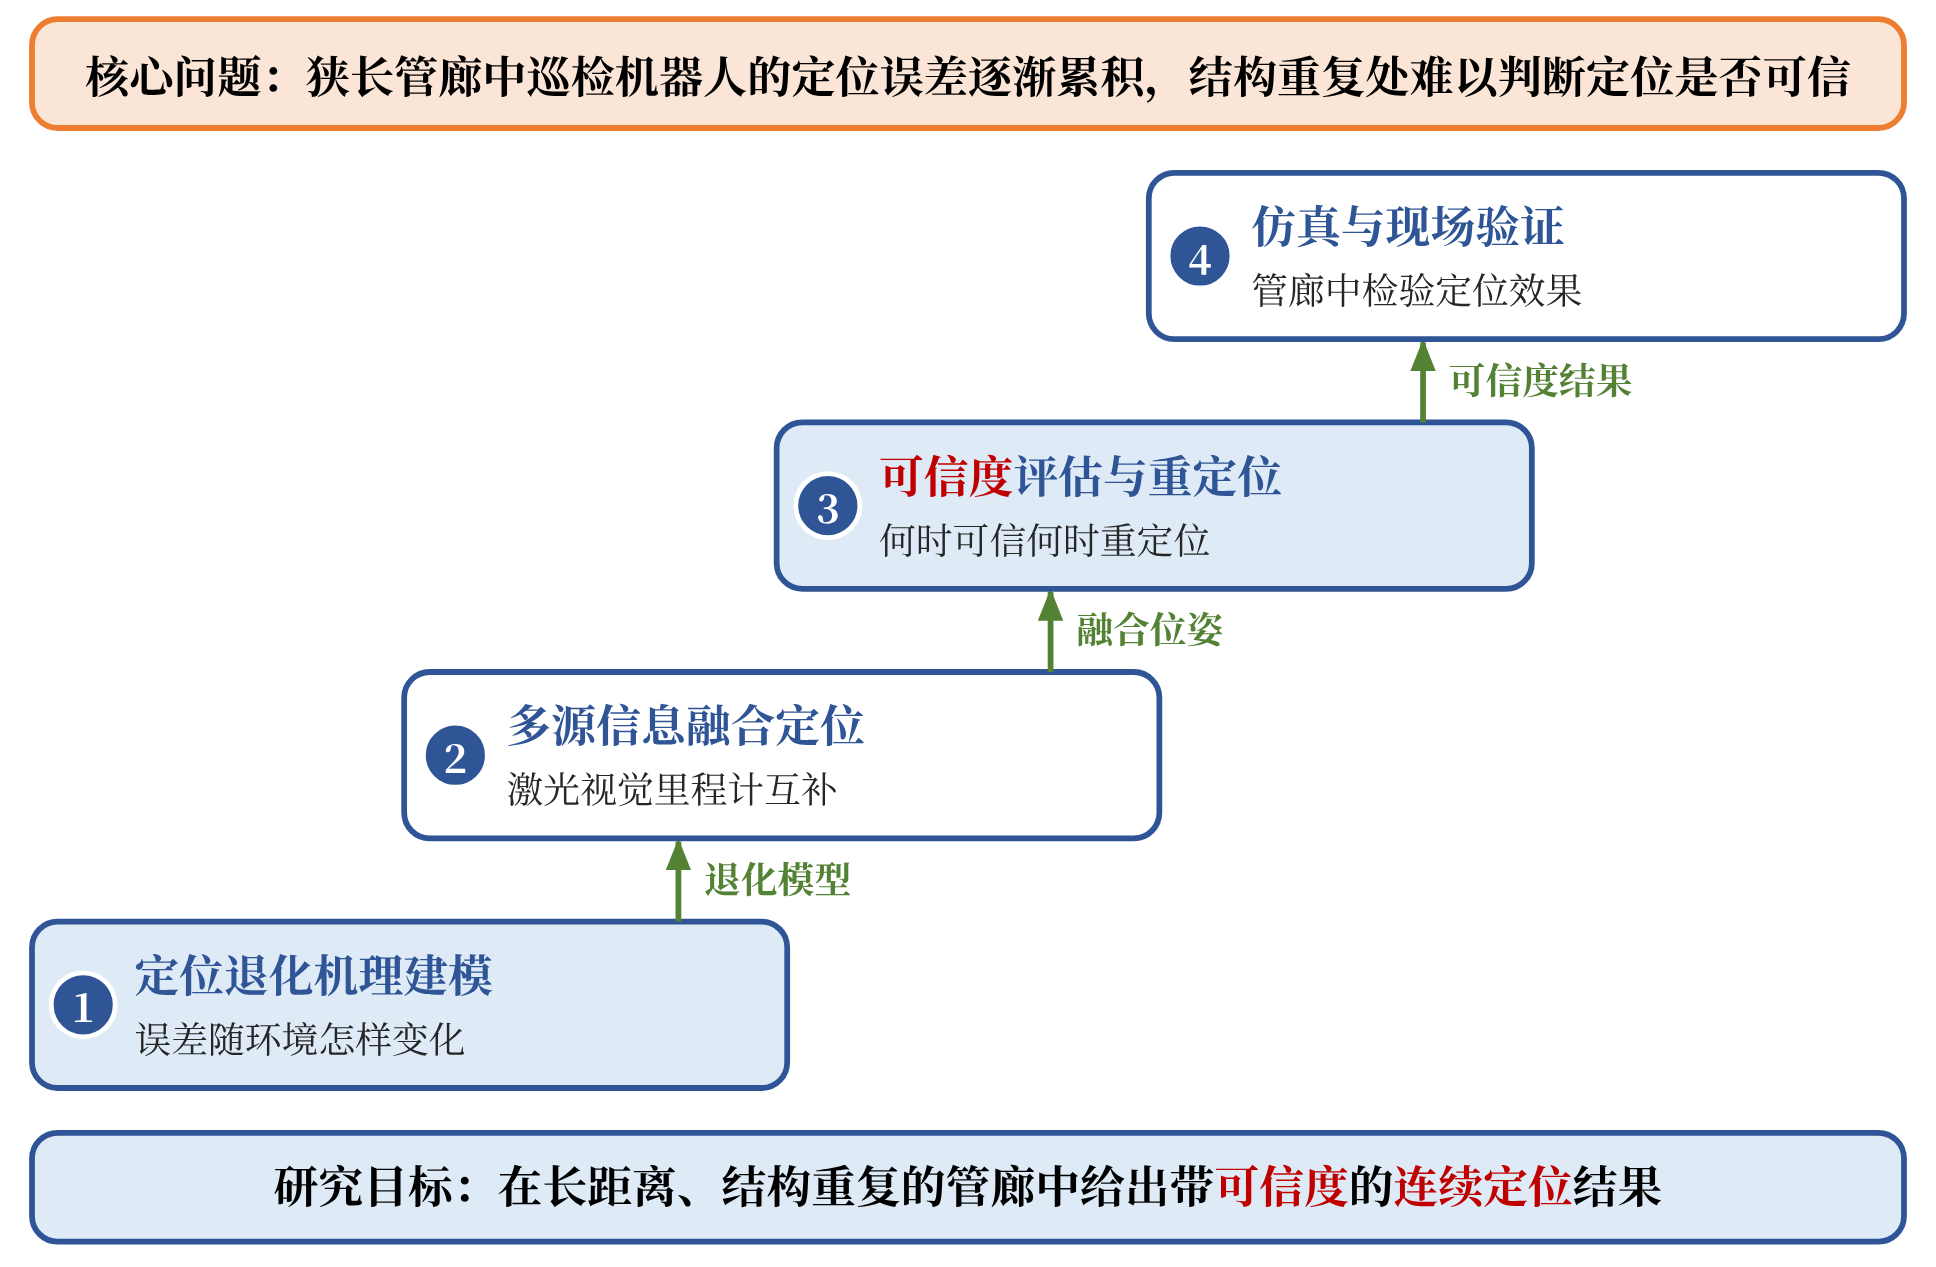 核心问题：狭长管廊中巡检机器人的定位误差逐渐累积，结构重复处难以判断定位是否可信
4
仿真与现场验证
管廊中检验定位效果
可信度结果
3
可信度评估与重定位
何时可信何时重定位
融合位姿
2
多源信息融合定位
激光视觉里程计互补
退化模型
1
定位退化机理建模
误差随环境怎样变化
研究目标：在长距离、结构重复的管廊中给出带可信度的连续定位结果